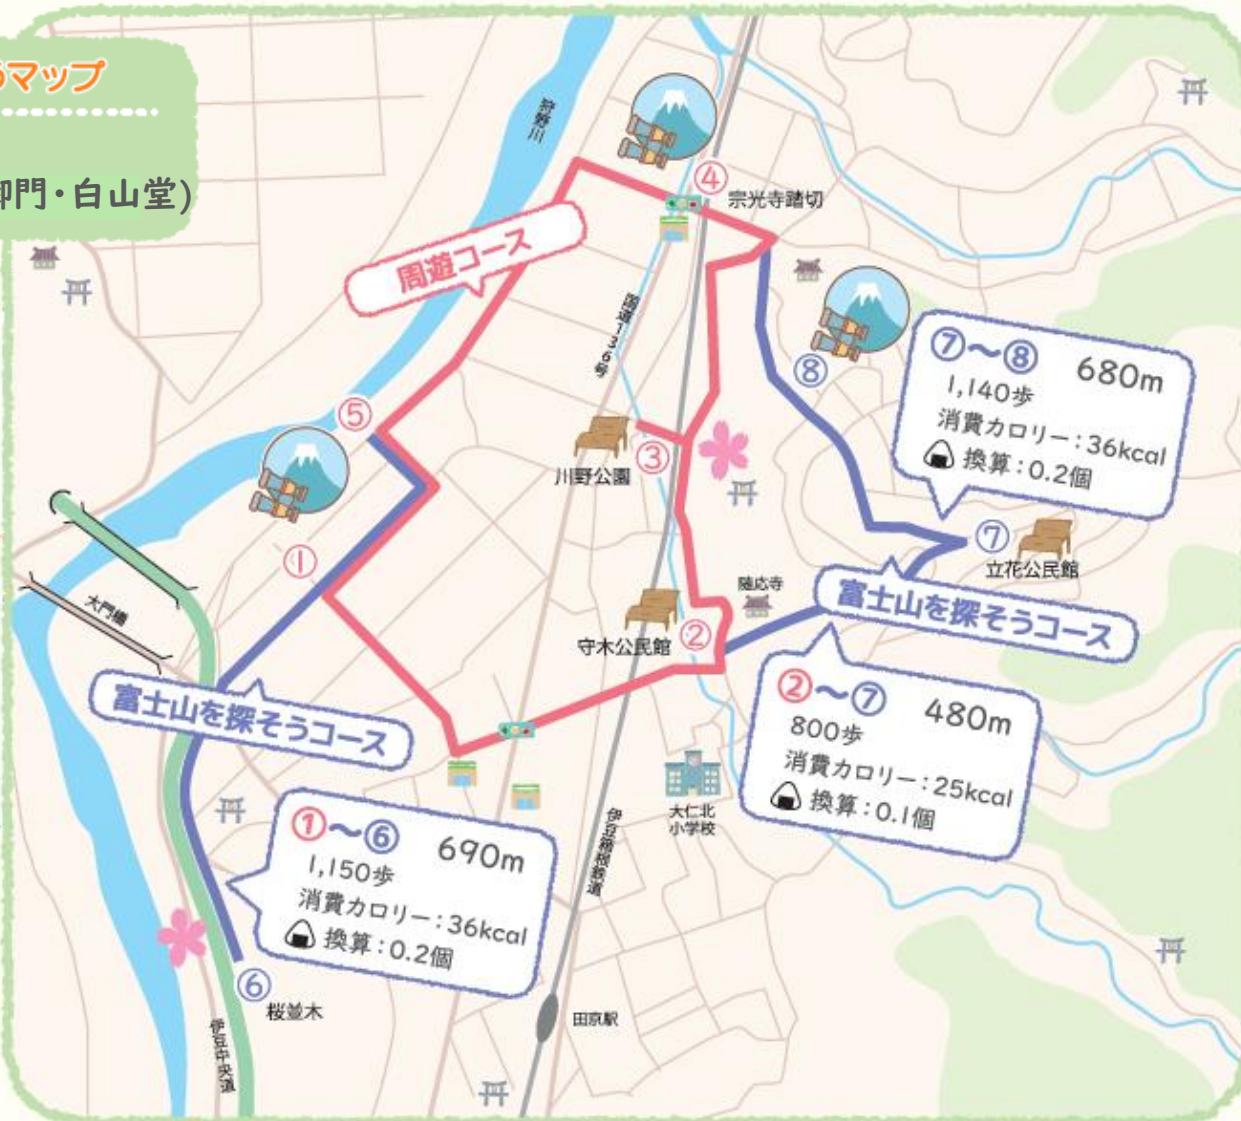 うマップ
御門・白山堂)
狩野川
④
宗光寺踏切
周遊コース
国道136号
⑧
⑦～⑧ 680m
1,140歩
消費カロリー:36kcal
換算:0.2個
⑤
③
川野公園
⑦
立花公民館
①
大門橋
随応寺
富士山を探そうコース
守木公民館
②
②～⑦ 480m
800歩
消費カロリー:25kcal
換算:0.1個
富士山を探そうコース
大仁北
小学校
伊豆箱根鉄道
①～⑥ 690m
1,150歩
消費カロリー:36kcal
換算:0.2個
⑥
桜並木
田京駅
伊豆中央道